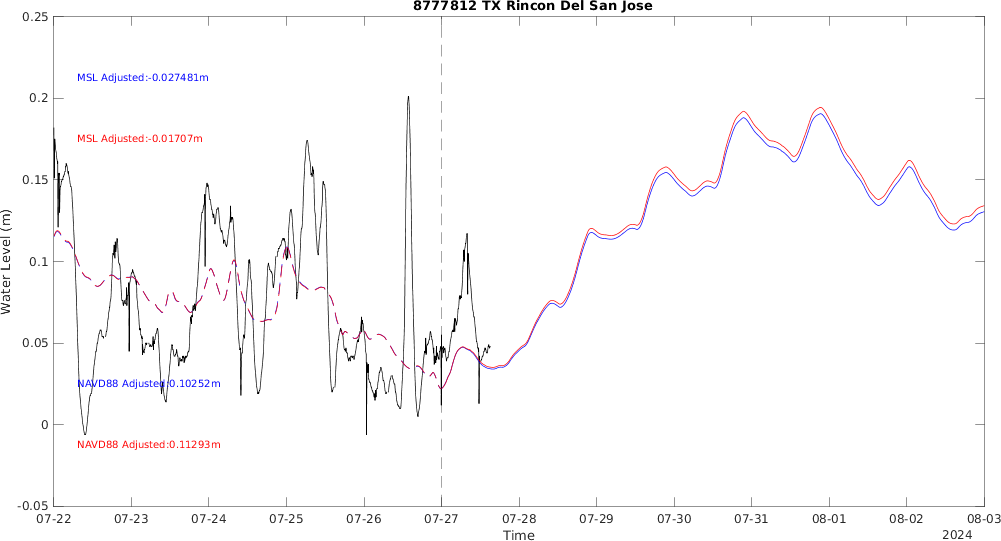 8777812 TX Rincon Del San Jose
0.25
0.2
0.15
0.1
0.05
0
-0.05
Water Level (m)
MSL Adjusted:-0.027481m
MSL Adjusted:-0.01707m
NAVD88 Adjusted:0.10252m
NAVD88 Adjusted:0.11293m
07-22 07-23 07-24 07-25 07-26 07-27 07-28 07-29 07-30 07-31 08-01 08-02 08-03
Time
2024